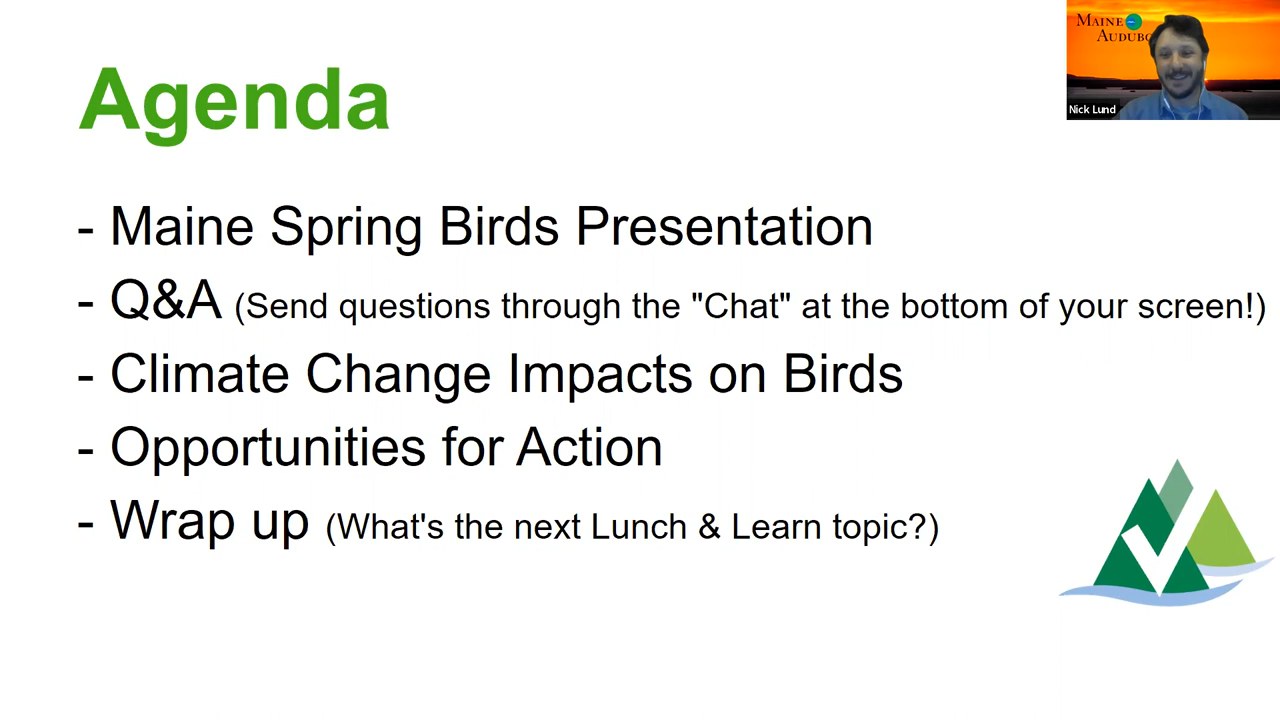 Agenda
MAINE
AUDUBO
Nick Lund
- Maine Spring Birds Presentation
- Q&A (Send questions through the "Chat" at the bottom of your screen!)
- Climate Change Impacts on Birds
- Opportunities for Action
- Wrap up (What's the next Lunch & Learn topic?)